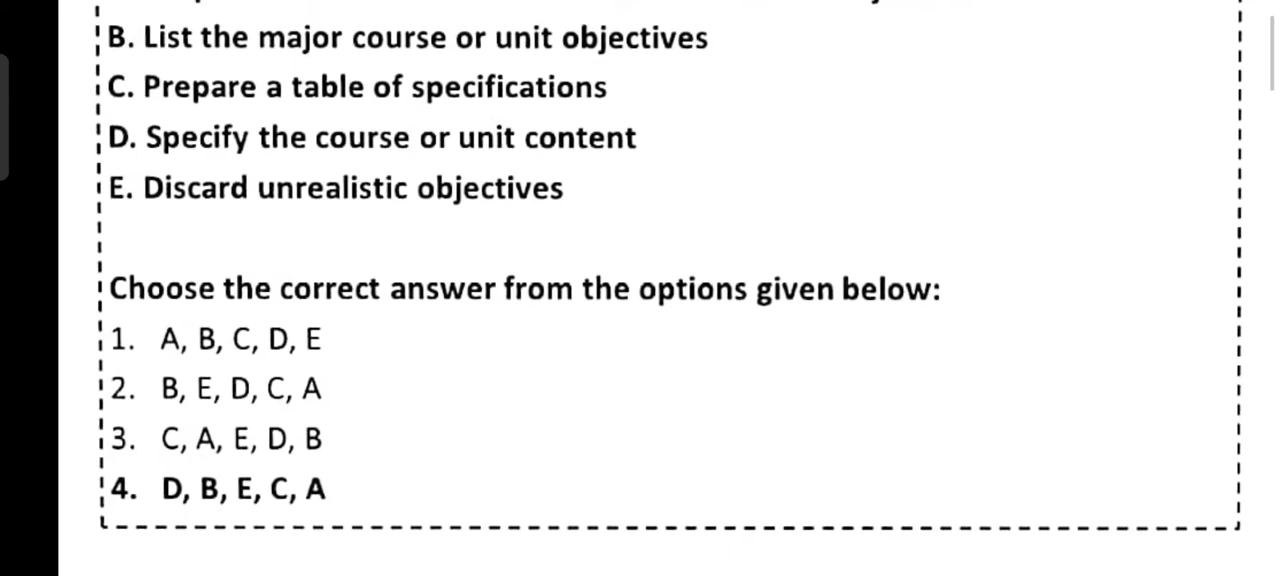 B. List the major course or unit objectives
C. Prepare a table of specifications
D. Specify the course or unit content
E. Discard unrealistic objectives
Choose the correct answer from the options given below:
1. A, B, C, D, E
2. B, E, D, C, A
3. C, A, E, D, B
4. D, B, E, C, A